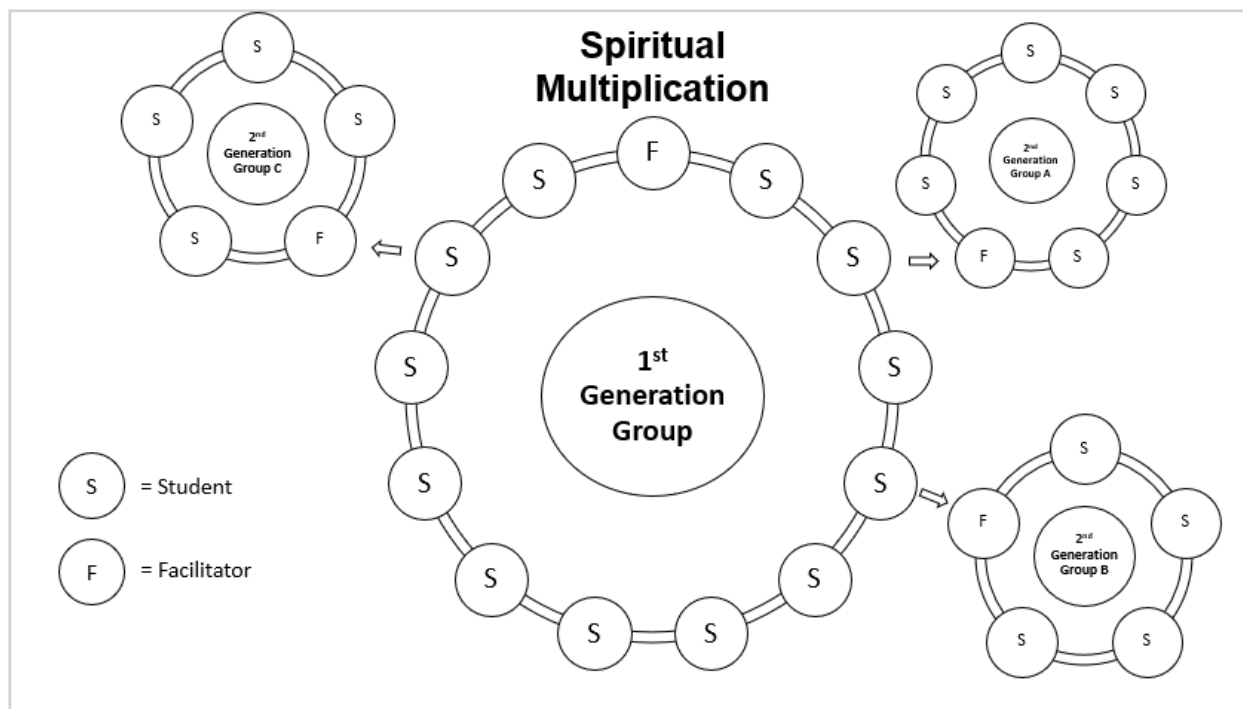 Spiritual
Multiplication
S
S
S
2nd
Generation
Group C
S
F
S
S
S
S
2nd
Generation
Group A
S
S
F
S
F
S
S
S
S
S
S
S
S
S
S
S
S
1st
Generation
Group
S
F
S
2nd
Generation
Group B
S
S
S = Student
F = Facilitator